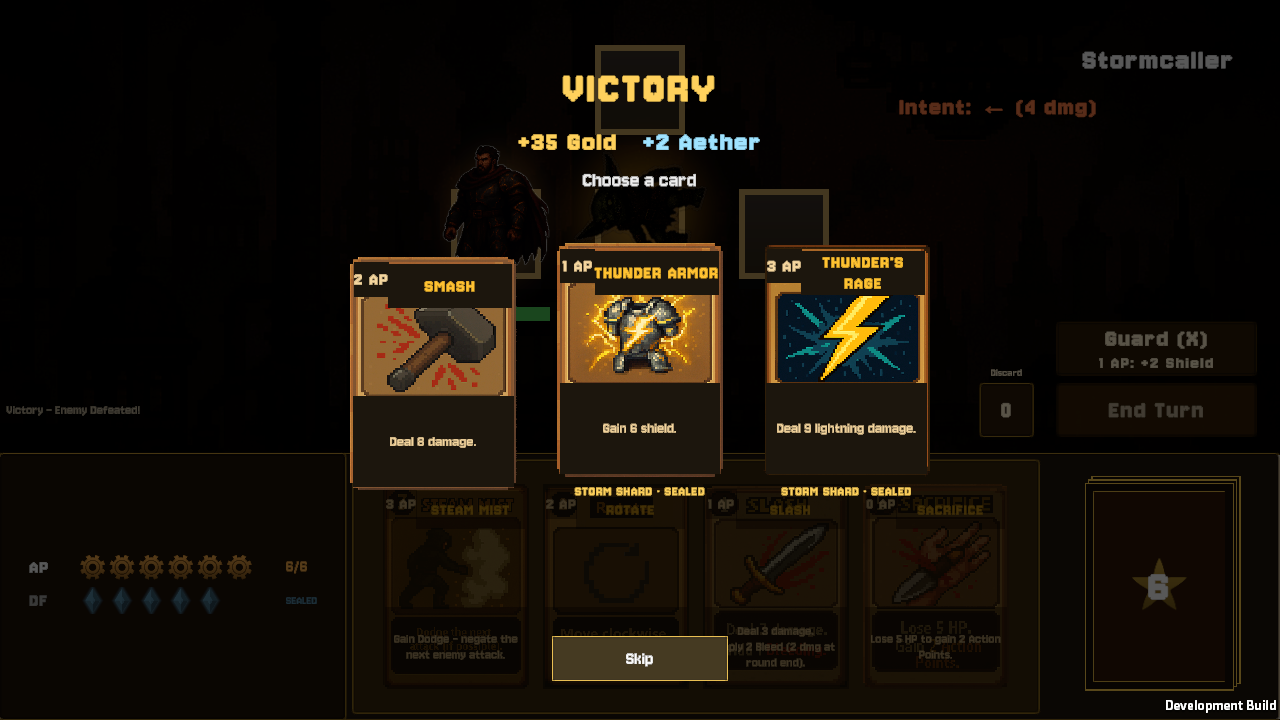 Stormcaller
VICTORY
Intent: ← (4 dmg)
+35 Gold +2 Aether
Choose a card
2 AP
SMASH
Deal 8 damage.
1 AP
THUNDER ARMOR
Gain 6 shield.
STORM SHARD · SEALED
3 AP
THUNDER'S
RAGE
Deal 9 lightning damage.
STORM SHARD · SEALED
Guard (X)
1 AP: +2 Shield
Discard
0
End Turn
Victory – Enemy Defeated!
AP
6/6
DF
SEALED
3 AP
STEAM MIST
Gain Dodge – negate the
next enemy attack.
2 AP
ROTATE
Move clockwise
1 AP
SLASH
Deal 3 damage,
ply 2 Bleed (2 dmg at
round end).
0 AP
SACRIFICE
Lose 5 HP to gain 2 Action
Points.
Skip
6
Development Build